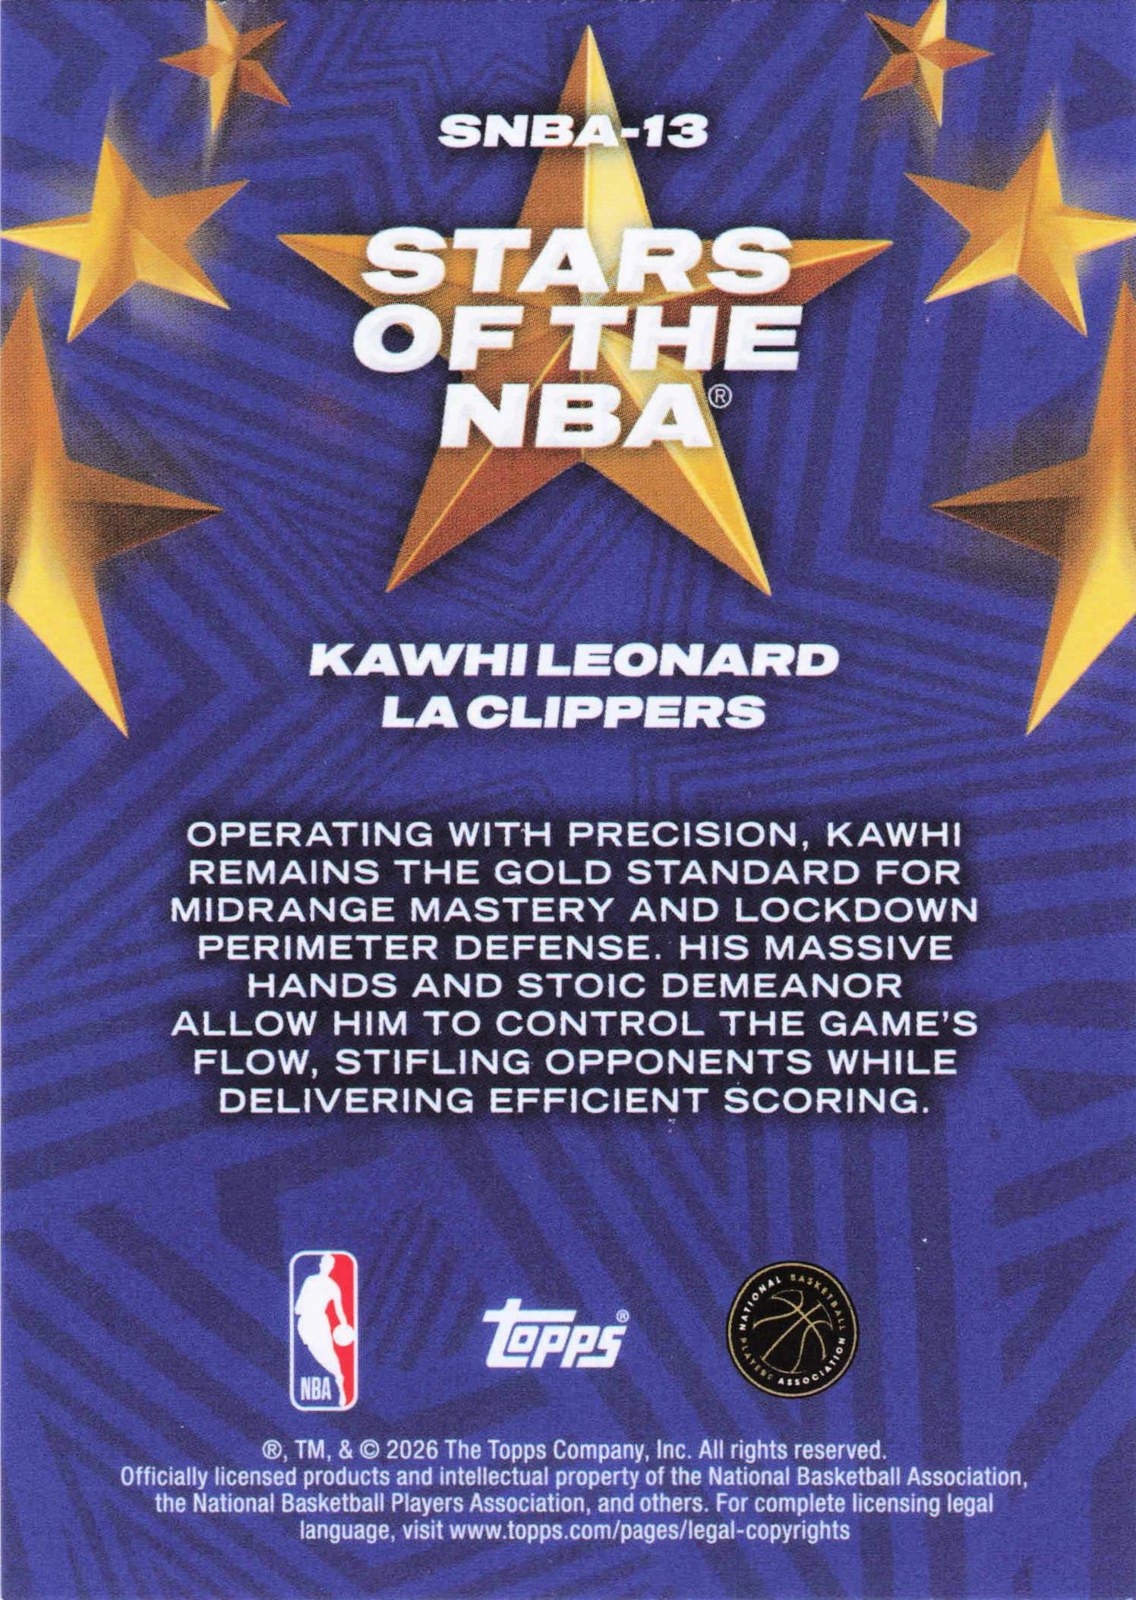 SNBA-13
STARS
OF THE
NBA®
KAWHI LEONARD
LA CLIPPERS
OPERATING WITH PRECISION, KAWHI
REMAINS THE GOLD STANDARD FOR
MIDRANGE MASTERY AND LOCKDOWN
PERIMETER DEFENSE. HIS MASSIVE
HANDS AND STOIC DEMEANOR
ALLOW HIM TO CONTROL THE GAME'S
FLOW, STIFLING OPPONENTS WHILE
DELIVERING EFFICIENT SCORING.
NBA
topps®
NATIONAL BASKETBALL PLAYERS ASSOCIATION
®, TM, & © 2026 The Topps Company, Inc. All rights reserved.
Officially licensed products and intellectual property of the National Basketball Association,
the National Basketball Players Association, and others. For complete licensing legal
language, visit www.topps.com/pages/legal-copyrights